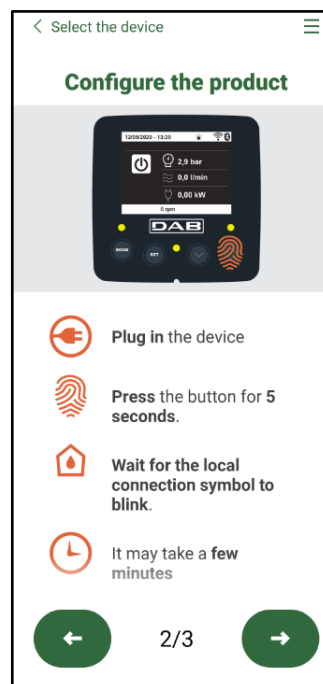 Select the device
Configure the product
12/05/2020 - 13:30
2,9 bar
0,0 l/min
0,00 kW
0 rpm
DAB
MODE
SET
Plug in the device
Press the button for 5
seconds.
Wait for the local
connection symbol to
blink.
It may take a few
minutes
2/3